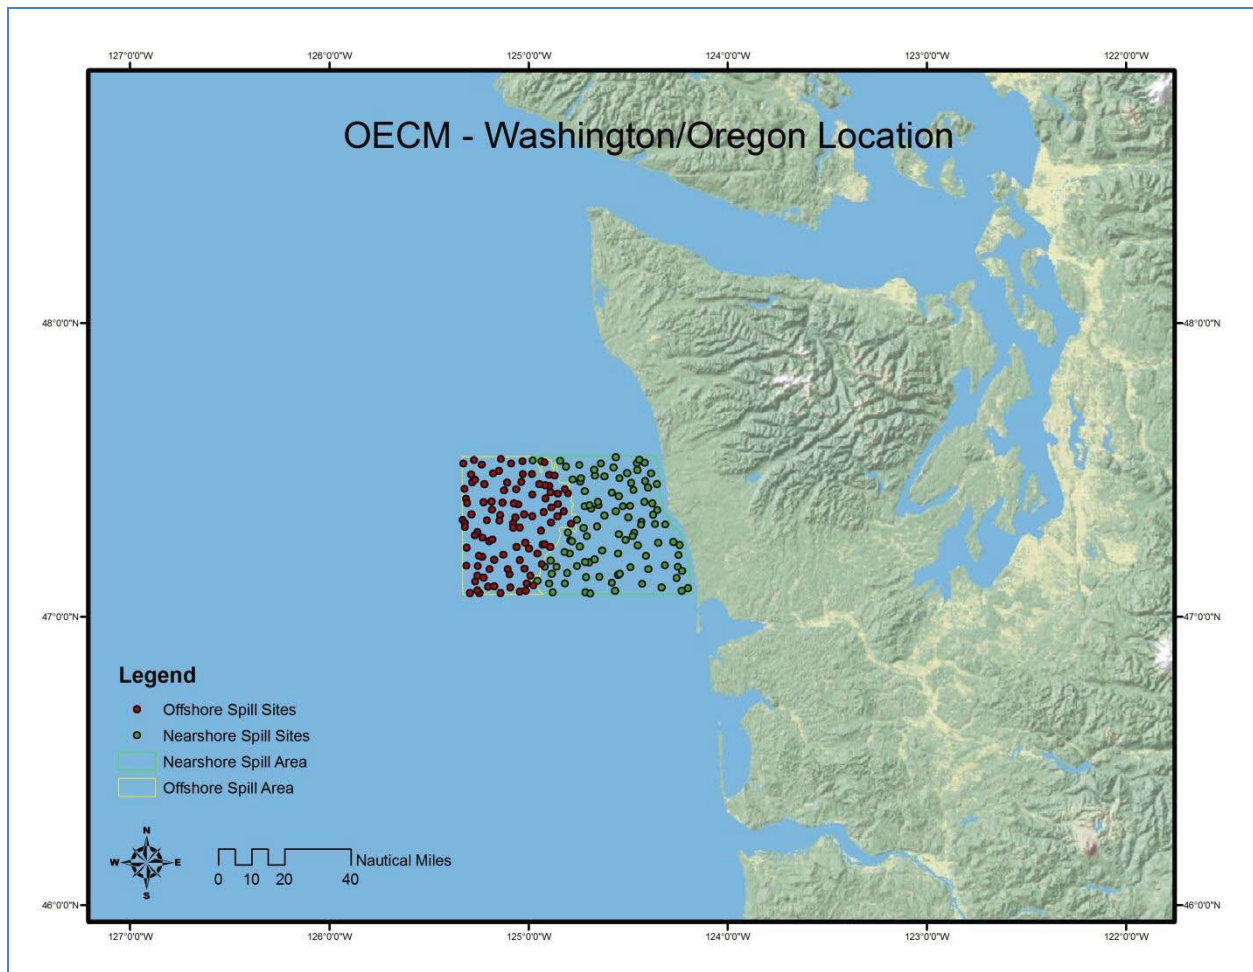 127°0'0"W 126°0'0"W 125°0'0"W 124°0'0"W 123°0'0"W 122°0'0"W
OECM - Washington/Oregon Location
48°0'0"N 48°0'0"N
47°0'0"N 47°0'0"N
Legend
Offshore Spill Sites
Nearshore Spill Sites
Nearshore Spill Area
Offshore Spill Area
N
W E
S
Nautical Miles
0 10 20 40
46°0'0"N 46°0'0"N
127°0'0"W 126°0'0"W 125°0'0"W 124°0'0"W 123°0'0"W 122°0'0"W